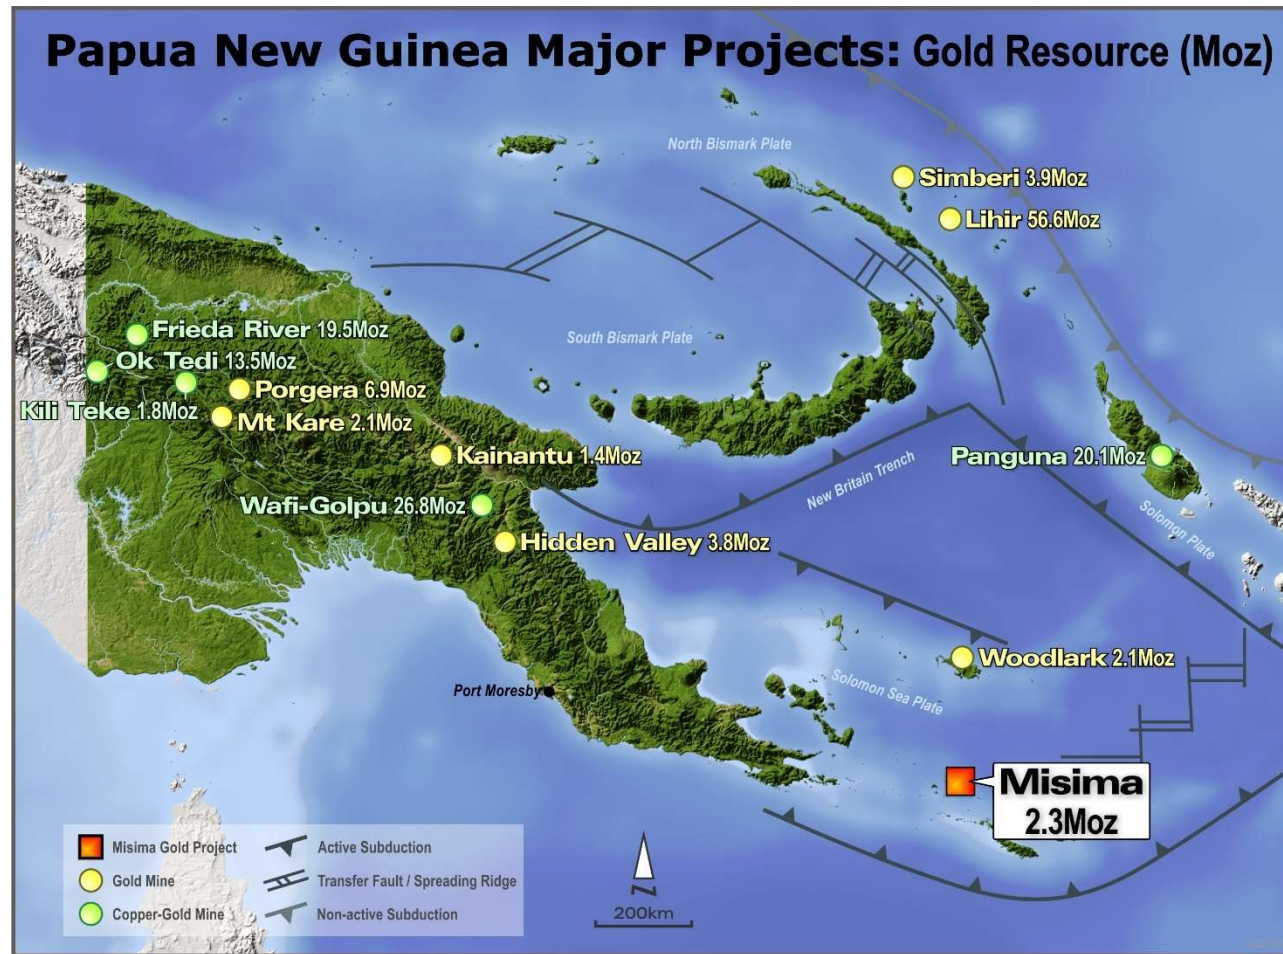 Papua New Guinea Major Projects: Gold Resource (Moz)
North Bismark Plate
Simberi 3.9Moz
Lihir 56.6Moz
Frieda River 19.5Moz
South Bismark Plate
Ok Tedi 13.5Moz
Porgera 6.9Moz
Kili Teke 1.8Moz
Mt Kare 2.1Moz
Kainantu 1.4Moz
Panguna 20.1Moz
New Britain Trench
Wafi-Golpu 26.8Moz
Solomon Plate
Hidden Valley 3.8Moz
Woodlark 2.1Moz
Solomon Sea Plate
Port Moresby
Misima
2.3Moz
Misima Gold Project
Active Subduction
Gold Mine
Transfer Fault / Spreading Ridge
Copper-Gold Mine
Non-active Subduction
N
200km